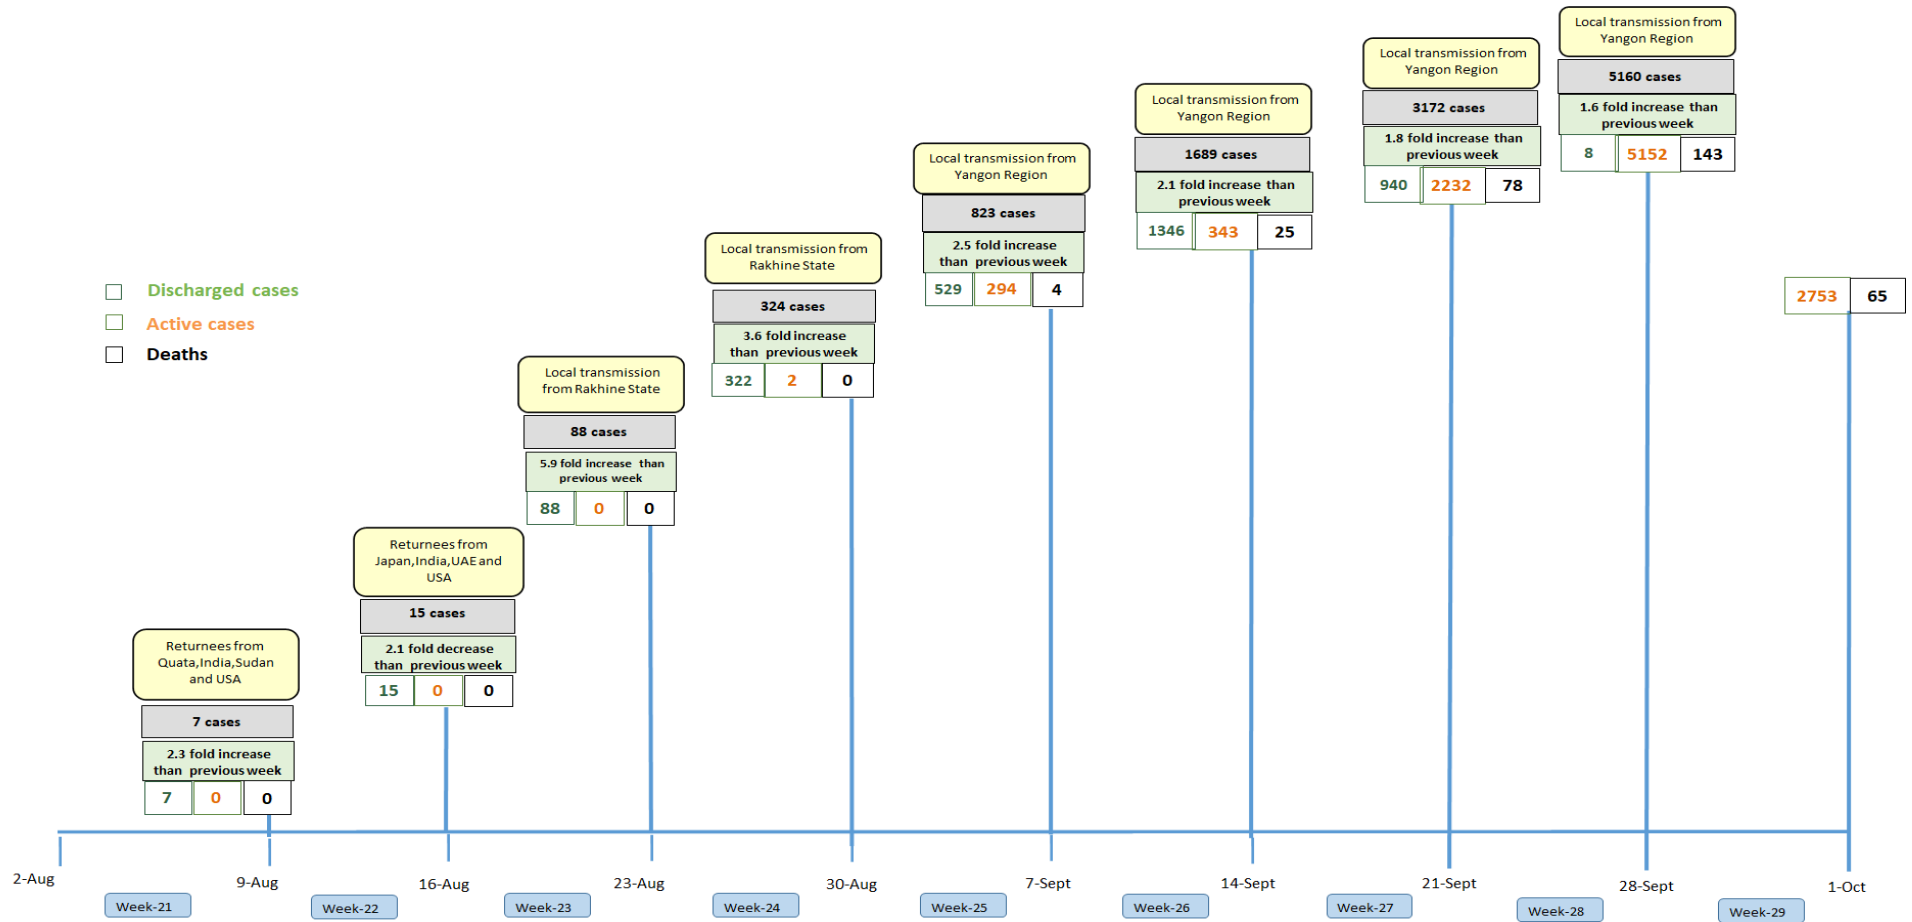 Local transmission from
Yangon Region
5160 cases
1.6 fold increase than
previous week
8 5152 143
Local transmission from
Yangon Region
3172 cases
1.8 fold increase than
previous week
940 2232 78
Local transmission from
Yangon Region
1689 cases
2.1 fold increase than
previous week
1346 343 25
Local transmission from
Yangon Region
823 cases
2.5 fold increase
than previous week
529 294 4
Local transmission from
Rakhine State
324 cases
3.6 fold increase
than previous week
322 2 0
2753 65
Discharged cases
Active cases
Deaths
Local transmission
from Rakhine State
88 cases
5.9 fold increase than
previous week
88 0 0
Returnees from
Japan,India,UAE and
USA
15 cases
2.1 fold decrease
than previous week
15 0 0
Returnees from
Quata,India,Sudan
and USA
7 cases
2.3 fold increase
than previous week
7 0 0
2-Aug 9-Aug 16-Aug 23-Aug 30-Aug 7-Sept 14-Sept 21-Sept 28-Sept 1-Oct
Week-21 Week-22 Week-23 Week-24 Week-25 Week-26 Week-27 Week-28 Week-29